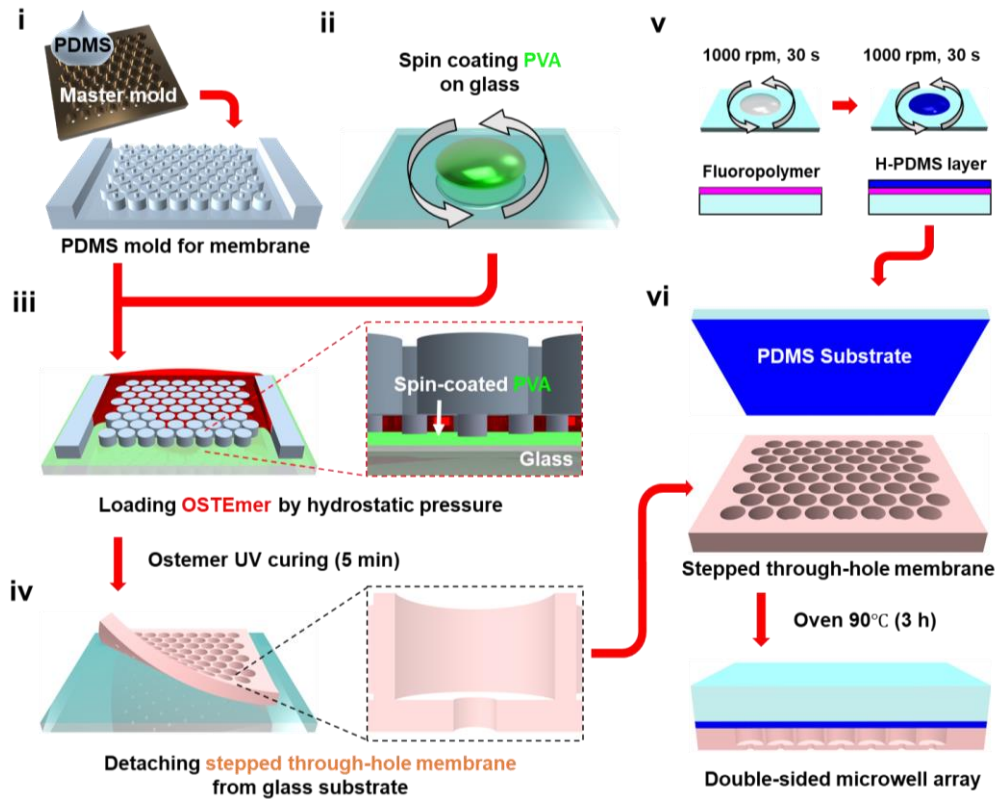 i
PDMS
Master mold
PDMS mold for membrane
ii
Spin coating PVA
on glass
iii
Spin-coated PVA
Glass
Loading OSTEmer by hydrostatic pressure
Ostemer UV curing (5 min)
iv
Detaching stepped through-hole membrane
from glass substrate
v
1000 rpm, 30 s
1000 rpm, 30 s
Fluoropolymer
H-PDMS layer
vi
PDMS Substrate
Stepped through-hole membrane
Oven 90℃ (3 h)
Double-sided microwell array